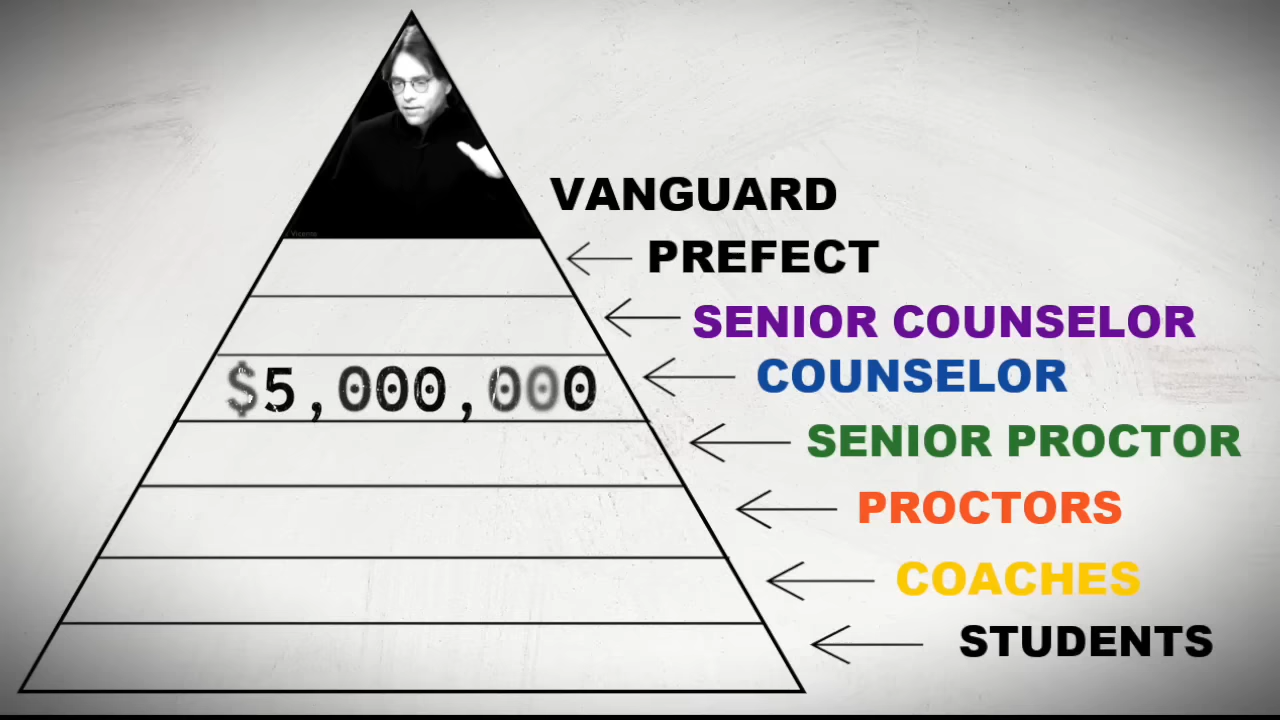 VANGUARD
PREFECT
SENIOR COUNSELOR
COUNSELOR
$5,000,000
SENIOR PROCTOR
PROCTORS
COACHES
STUDENTS